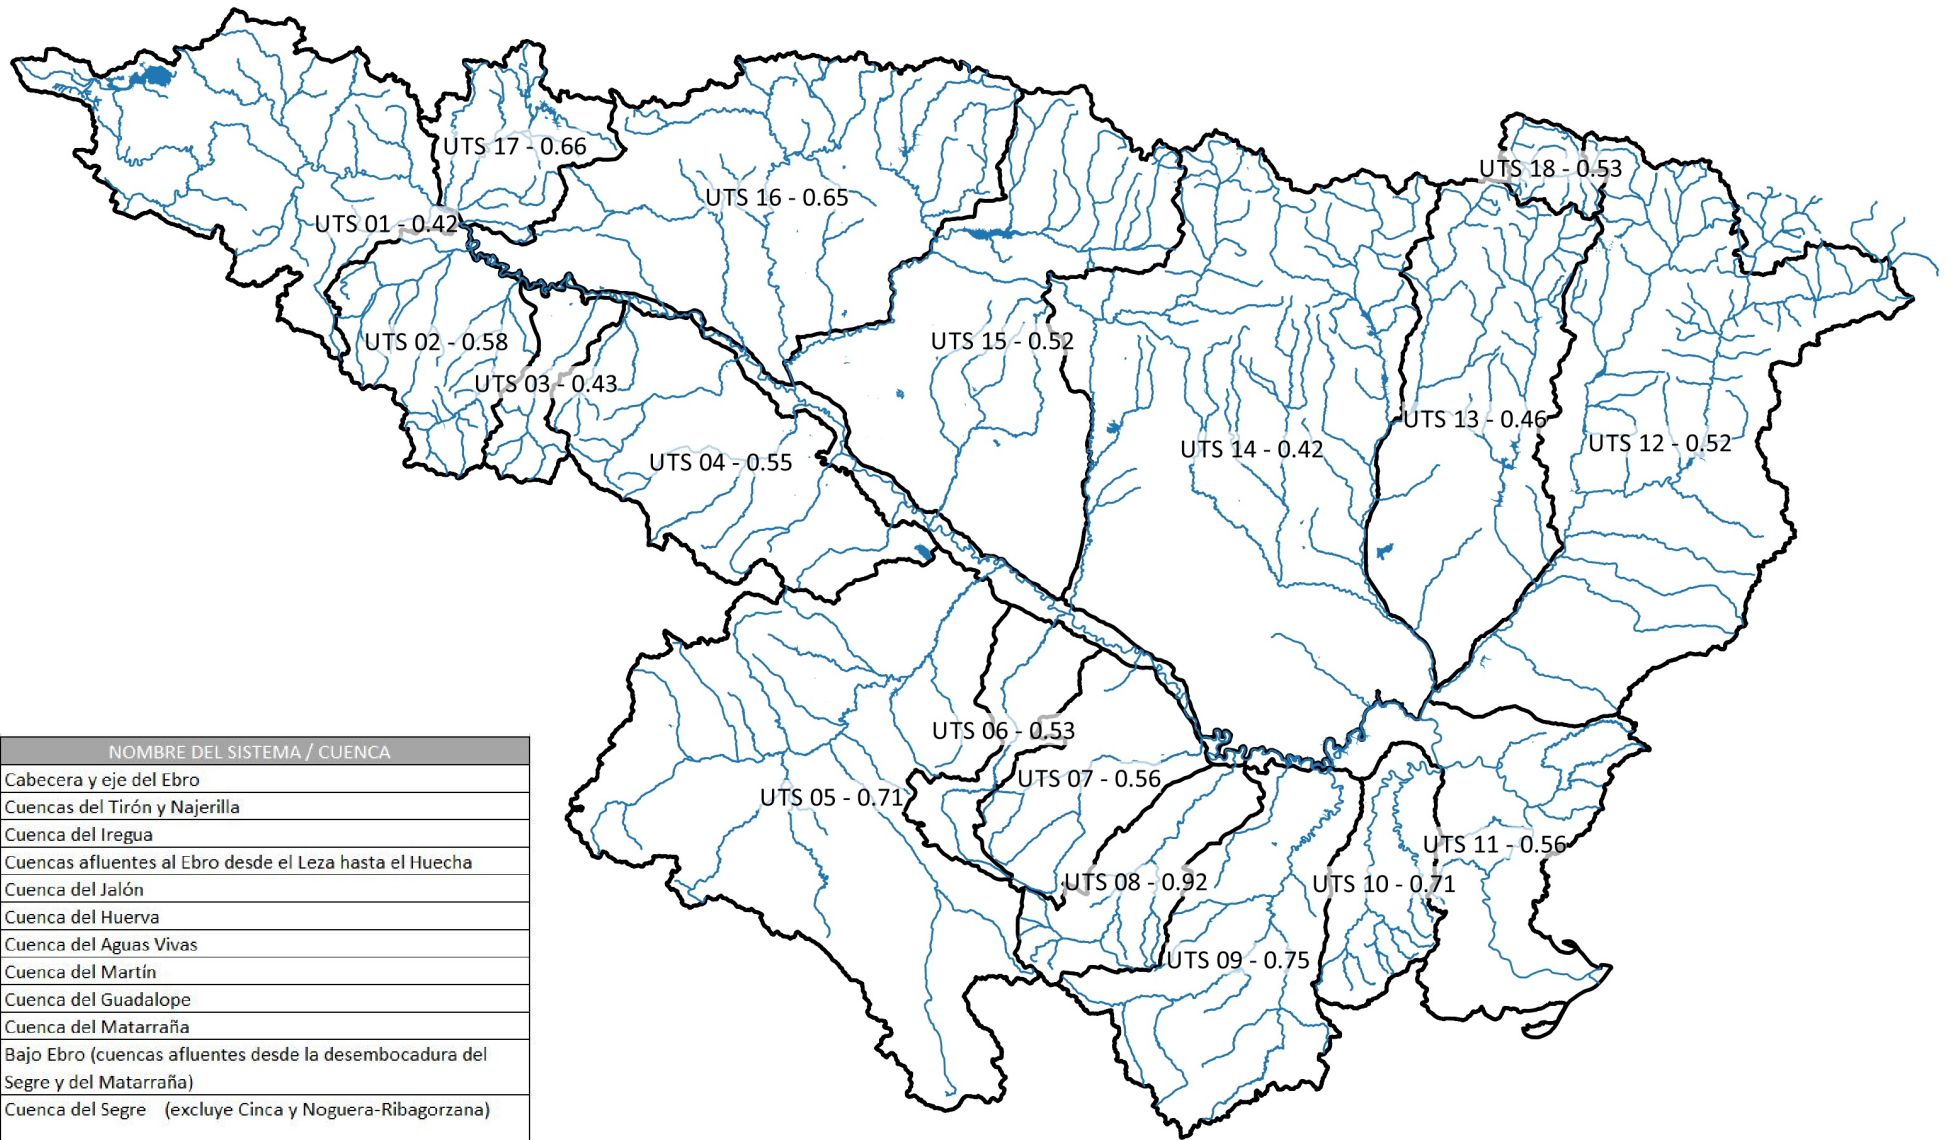 UTS 17 - 0.66
UTS 18 - 0.53
UTS 16 - 0.65
UTS 01 - 0.42
UTS 02 - 0.58
UTS 15 - 0.52
UTS 03 - 0.43
UTS 13 - 0.46
UTS 12 - 0.52
UTS 14 - 0.42
UTS 04 - 0.55
UTS 06 - 0.53
UTS 07 - 0.56
UTS 05 - 0.71
UTS 11 - 0.56
UTS 08 - 0.92
UTS 10 - 0.71
UTS 09 - 0.75
NOMBRE DEL SISTEMA / CUENCA
Cabecera y eje del Ebro
Cuencas del Tirón y Najerilla
Cuenca del Iregua
Cuencas afluentes al Ebro desde el Leza hasta el Huecha
Cuenca del Jalón
Cuenca del Huerva
Cuenca del Aguas Vivas
Cuenca del Martín
Cuenca del Guadalope
Cuenca del Matarraña
Bajo Ebro (cuencas afluentes desde la desembocadura del
Segre y del Matarraña)
Cuenca del Segre (excluye Cinca y Noguera-Ribagorzana)